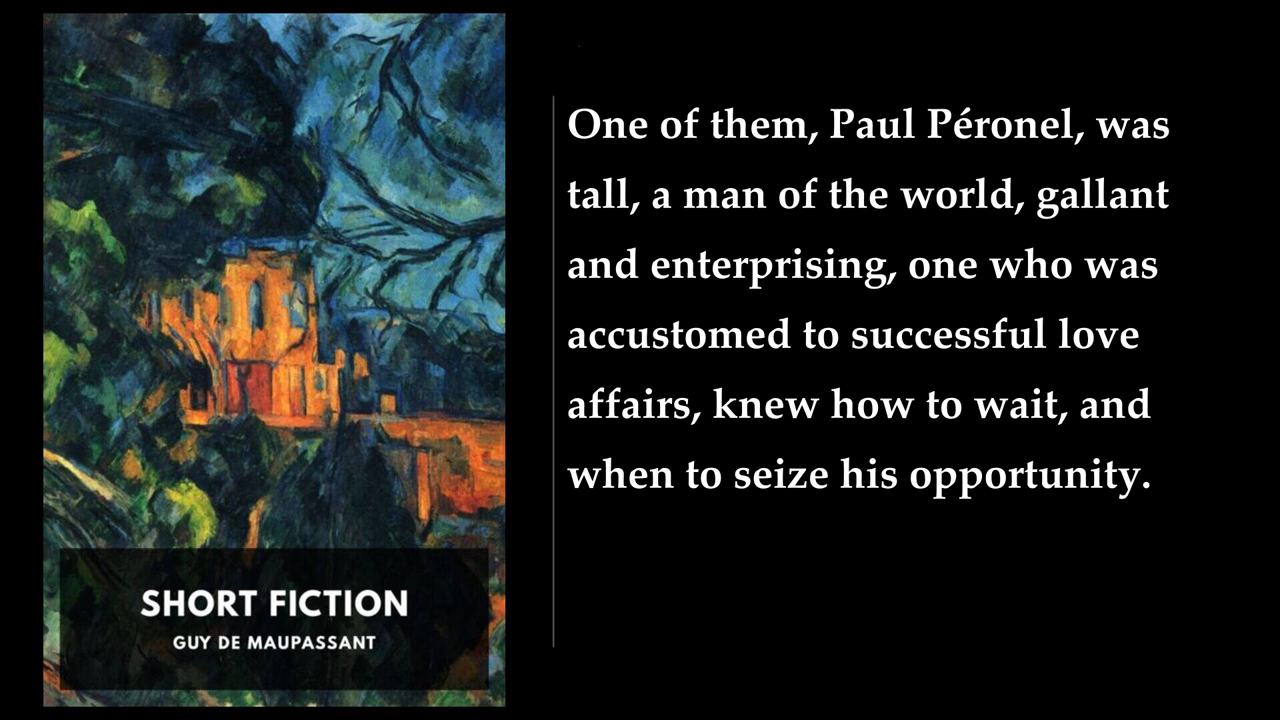 One of them, Paul Péronel, was
tall, a man of the world, gallant
and enterprising, one who was
accustomed to successful love
affairs, knew how to wait, and
when to seize his opportunity.
SHORT FICTION
GUY DE MAUPASSANT